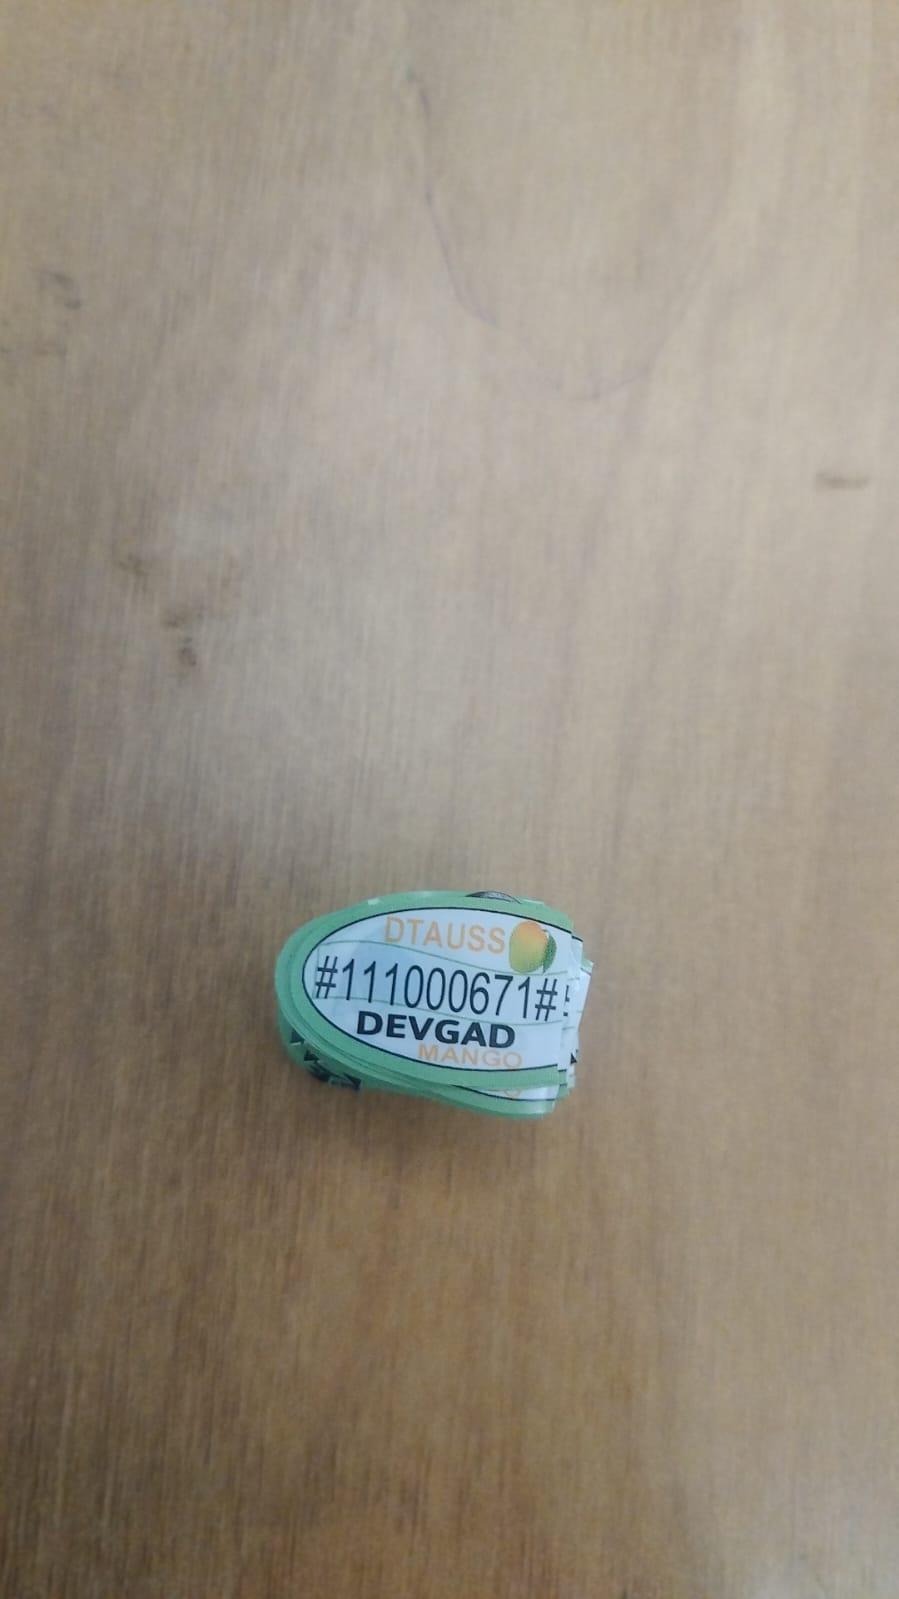 DTAUSS
#111000671#
DEVGAD
MANGO